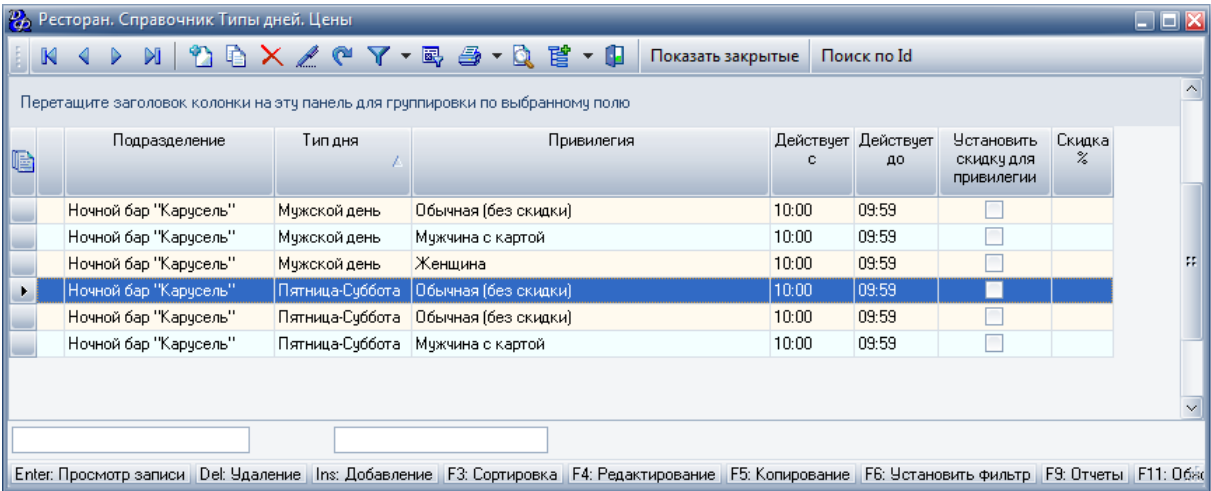 Ресторан. Справочник Типы дней. Цены
Показать закрытые Поиск по Id
Перетащите заголовок колонки на эту панель для группировки по выбранному полю
Подразделение Тип дня Привилегия Действует с Действует до Установить скидку для привилегии Скидка %
Ночной бар "Карусель" Мужской день Обычная (без скидки) 10:00 09:59
Ночной бар "Карусель" Мужской день Мужчина с картой 10:00 09:59
Ночной бар "Карусель" Мужской день Женщина 10:00 09:59
Ночной бар "Карусель" Пятница-Суббота Обычная (без скидки) 10:00 09:59
Ночной бар "Карусель" Пятница-Суббота Обычная (без скидки) 10:00 09:59
Ночной бар "Карусель" Пятница-Суббота Мужчина с картой 10:00 09:59
Enter: Просмотр записи Del: Удаление Ins: Добавление F3: Сортировка F4: Редактирование F5: Копирование F6: Установить фильтр F9: Отчеты F11: